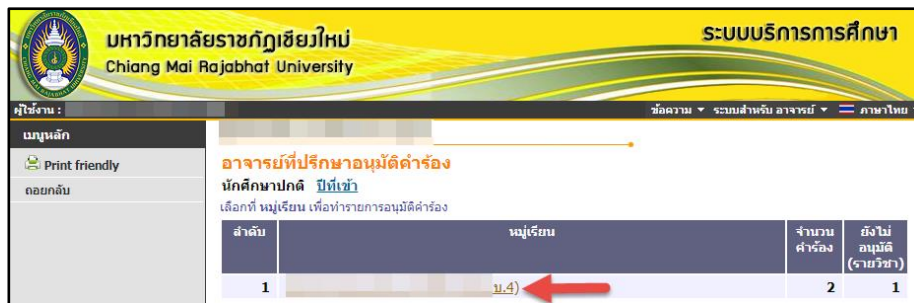 มหาวิทยาลัยราชภัฏเชียงใหม่
Chiang Mai Rajabhat University
ระบบบริการการศึกษา
ผู้ใช้งาน :
ข้อความ ระบบสำหรับ อาจารย์ ภาษาไทย
เมนูหลัก
Print friendly
ถอยกลับ
อาจารย์ที่ปรึกษาอนุมัติคำร้อง
นักศึกษาปกติ ปีที่เข้า
เลือกที่ หมู่เรียน เพื่อทำรายการอนุมัติคำร้อง
ลำดับ หมู่เรียน จำนวน คำร้อง ยังไม่ อนุมัติ (รายวิชา)
1 บ.4) 2 1